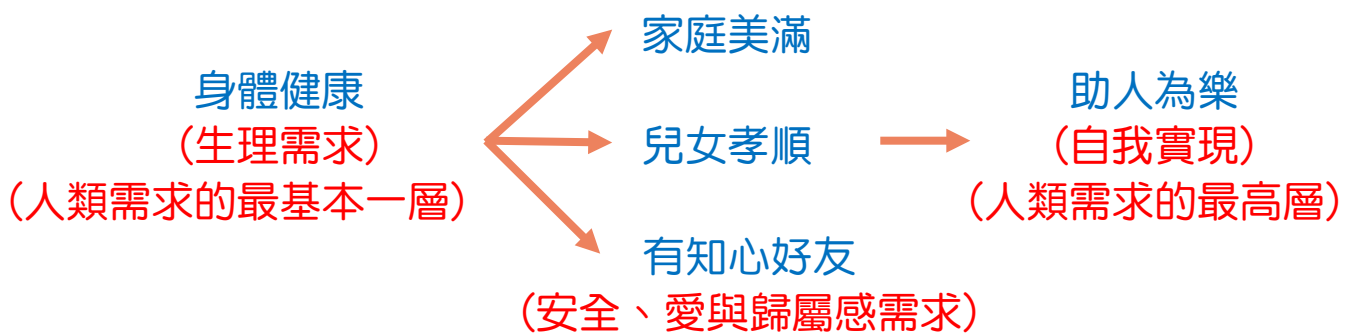 身體健康
(生理需求)
(人類需求的最基本一層)
家庭美滿
兒女孝順
有知心好友
(安全、愛與歸屬感需求)
助人為樂
(自我實現)
(人類需求的最高層)